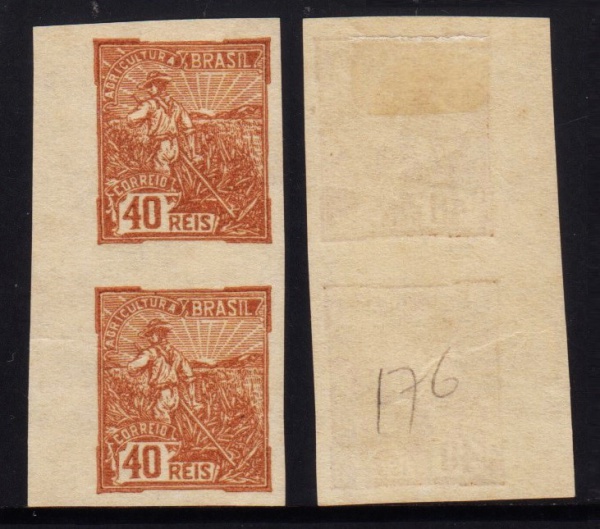 AGRICULTURA BRASIL
CORREIO
40 REIS
AGRICULTURA BRASIL
CORREIO
40 REIS
176